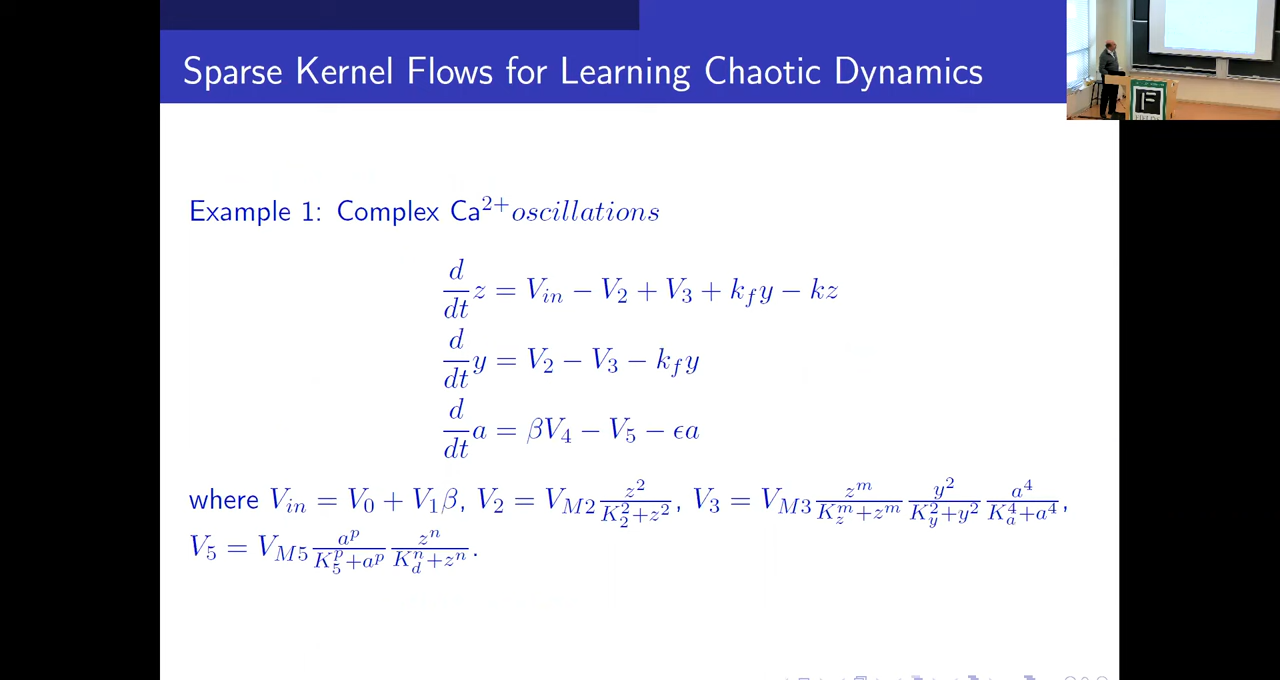 Sparse Kernel Flows for Learning Chaotic Dynamics
Example 1: Complex Ca²⁺oscillations
d/dt z = V_in − V_2 + V_3 + k_f y − kz
d/dt y = V_2 − V_3 − k_f y
d/dt a = βV_4 − V_5 − ϵa
where V_in = V_0 + V_1β, V_2 = V_M2 z²/(K_2²+z²), V_3 = V_M3 z^m/(K_z^m+z^m) y²/(K_y²+y²) a⁴/(K_a⁴+a⁴),
V_5 = V_M5 a^p/(K_5^p+a^p) z^n/(K_d^n+z^n).